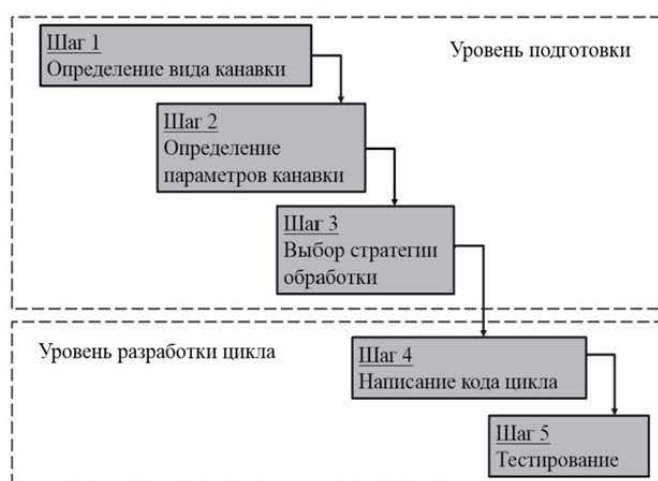 Шаг 1
Определение вида канавки
Уровень подготовки
Шаг 2
Определение
параметров канавки
Шаг 3
Выбор стратегии
обработки
Уровень разработки цикла
Шаг 4
Написание кода цикла
Шаг 5
Тестирование